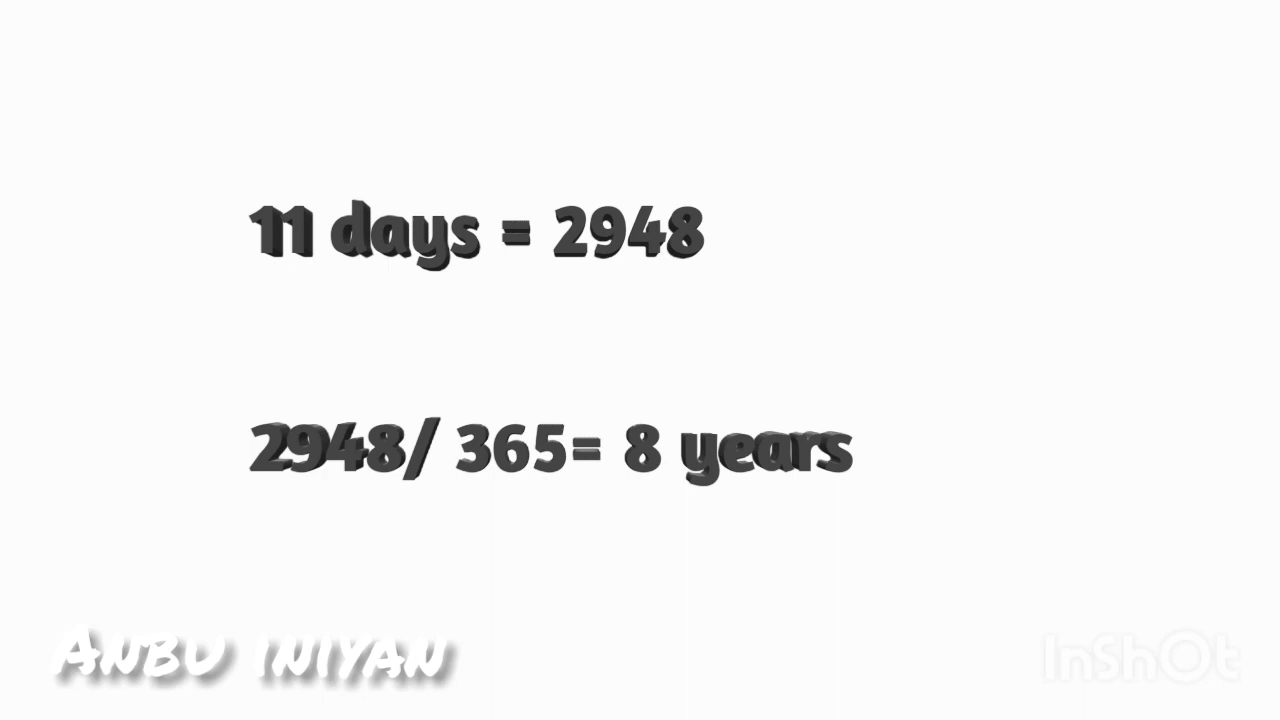 11 days = 2948
2948/ 365= 8 years
ANBU INIYAN
InShOt